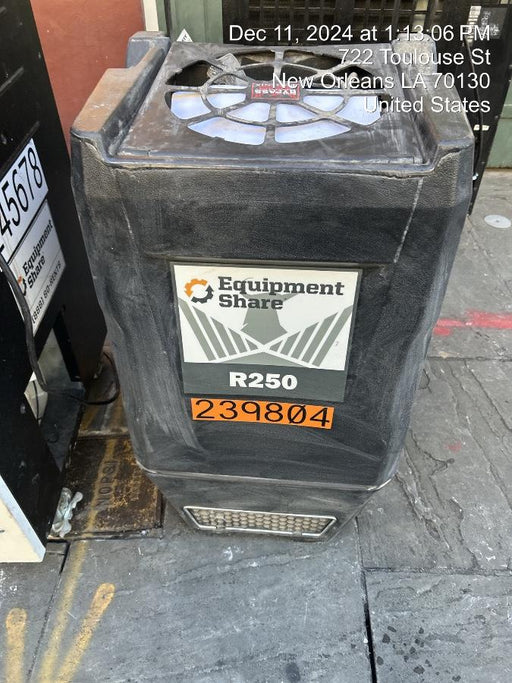 Dec 11, 2024 at 1:13:06 PM
722 Toulouse St
New Orleans LA 70130
United States
45678
Equipment
Share
Equipment
Share
R250
239804